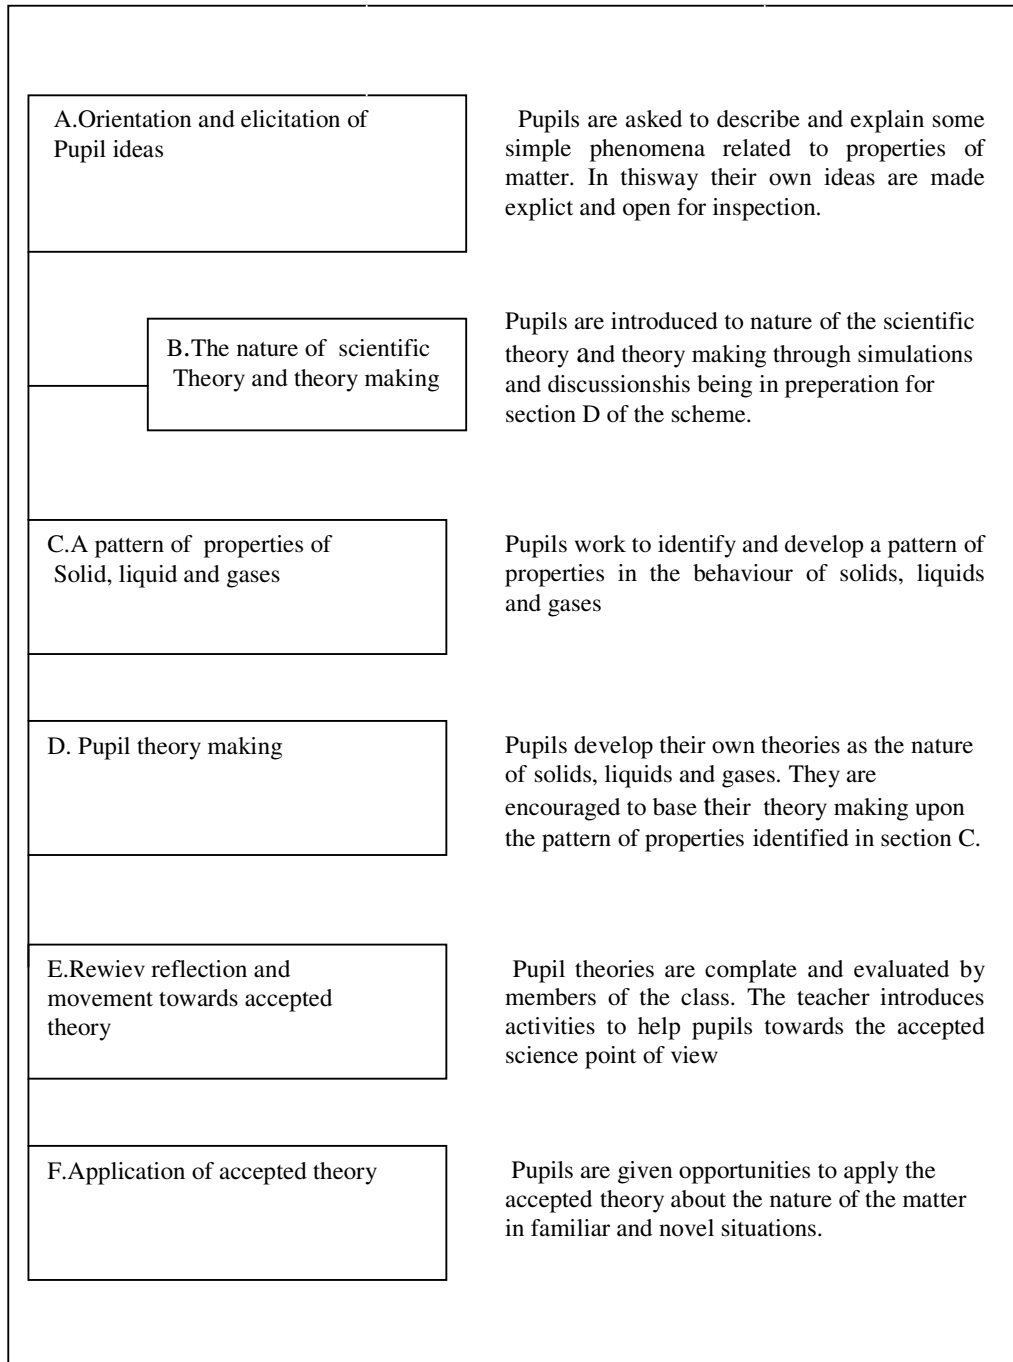 A.Orientation and elicitation of
Pupil ideas
Pupils are asked to describe and explain some
simple phenomena related to properties of
matter. In thisway their own ideas are made
explict and open for inspection.
B.The nature of scientific
Theory and theory making
Pupils are introduced to nature of the scientific
theory and theory making through simulations
and discussionshis being in preperation for
section D of the scheme.
C.A pattern of properties of
Solid, liquid and gases
Pupils work to identify and develop a pattern of
properties in the behaviour of solids, liquids
and gases
D. Pupil theory making
Pupils develop their own theories as the nature
of solids, liquids and gases. They are
encouraged to base their theory making upon
the pattern of properties identified in section C.
E.Rewiev reflection and
movement towards accepted
theory
Pupil theories are complate and evaluated by
members of the class. The teacher introduces
activities to help pupils towards the accepted
science point of view
F.Application of accepted theory
Pupils are given opportunities to apply the
accepted theory about the nature of the matter
in familiar and novel situations.